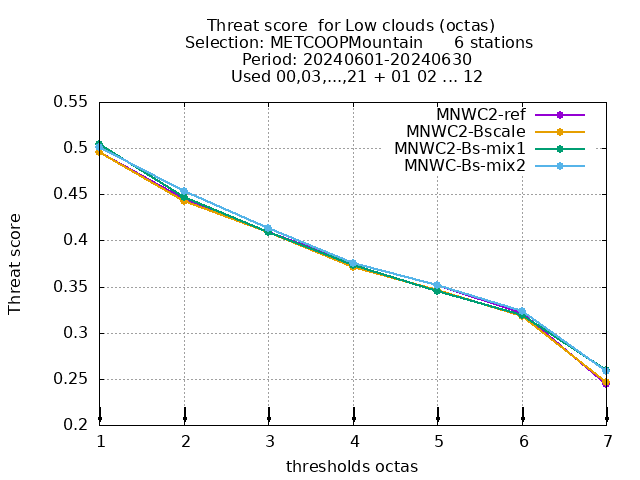 Threat score  for Low clouds (octas)
Selection: METCOOPMountain      6 stations
Period: 20240601-20240630
Used 00,03,...,21 + 01 02 ... 12
MNWC2-ref
MNWC2-Bscale
MNWC2-Bs-mix1
MNWC-Bs-mix2
Threat score
0.55
0.5
0.45
0.4
0.35
0.3
0.25
0.2
1 2 3 4 5 6 7
thresholds octas